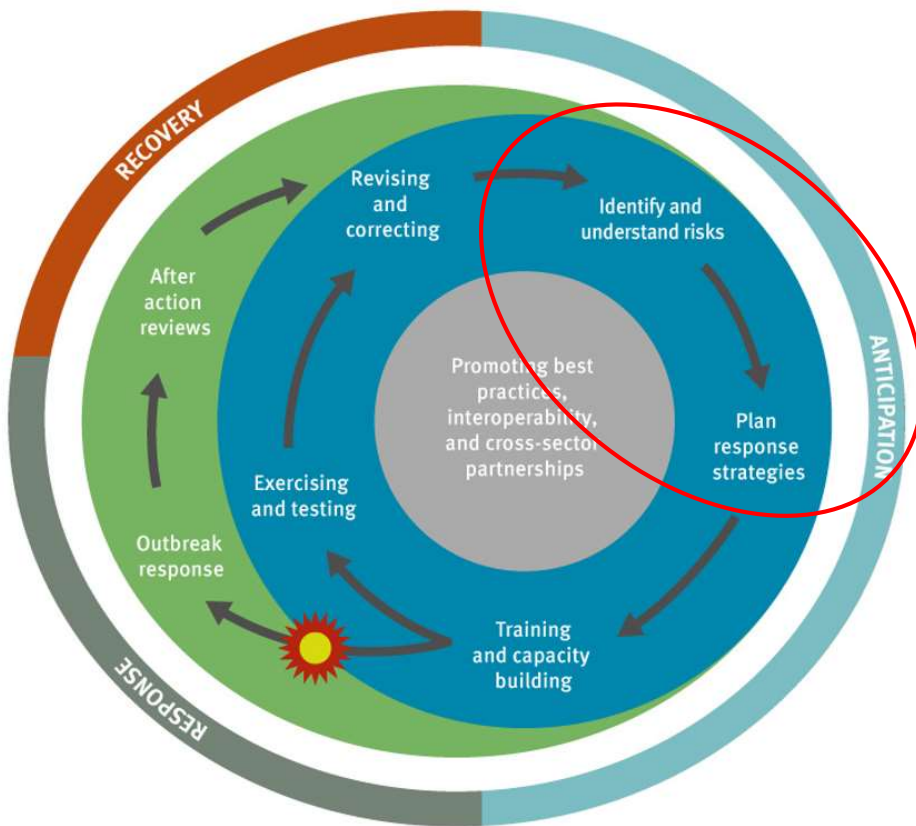 RECOVERY
ANTICIPATION
RESPONSE
Revising
and
correcting
Identify and
understand risks
After
action
reviews
Promoting best
practices,
interoperability,
and cross-sector
partnerships
Plan
response
strategies
Exercising
and testing
Outbreak
response
Training
and capacity
building